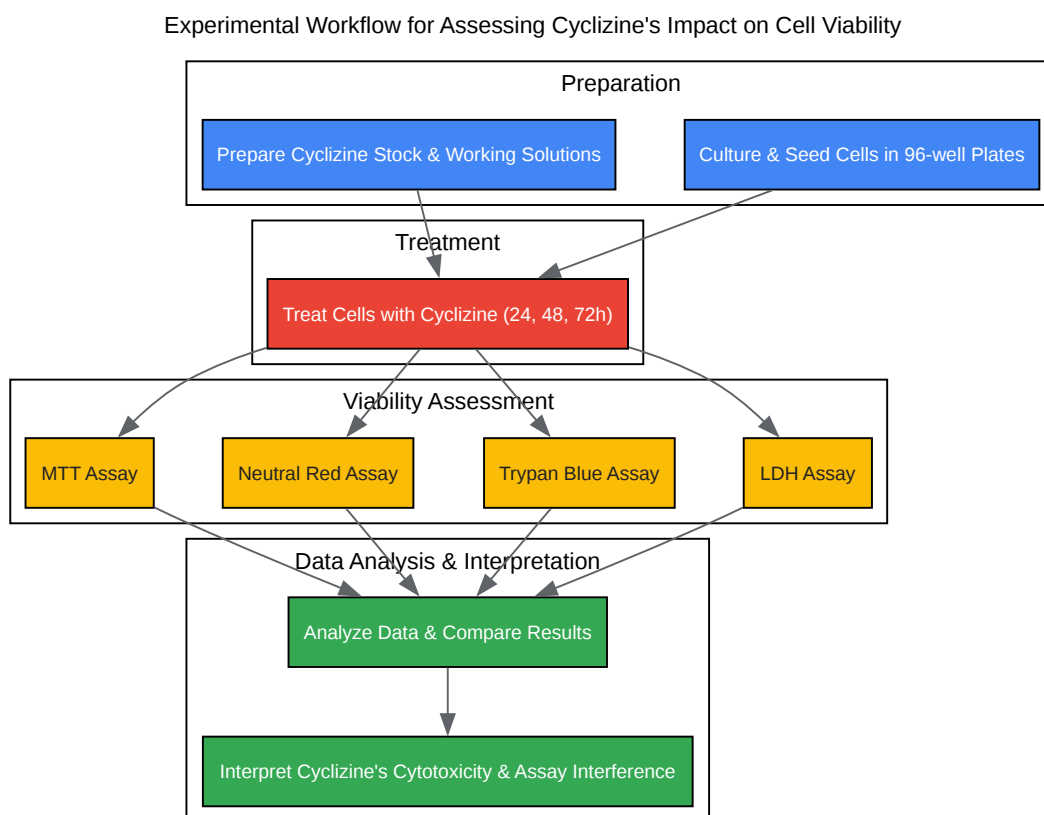 Experimental Workflow for Assessing Cyclizine's Impact on Cell Viability
Preparation
Prepare Cyclizine Stock & Working Solutions
Culture & Seed Cells in 96-well Plates
Treatment
Treat Cells with Cyclizine (24, 48, 72h)
Viability Assessment
MTT Assay
Neutral Red Assay
Trypan Blue Assay
LDH Assay
Data Analysis & Interpretation
Analyze Data & Compare Results
Interpret Cyclizine's Cytotoxicity & Assay Interference